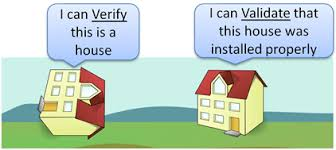 I can Verify
this is a
house
I can Validate that
this house was
installed properly